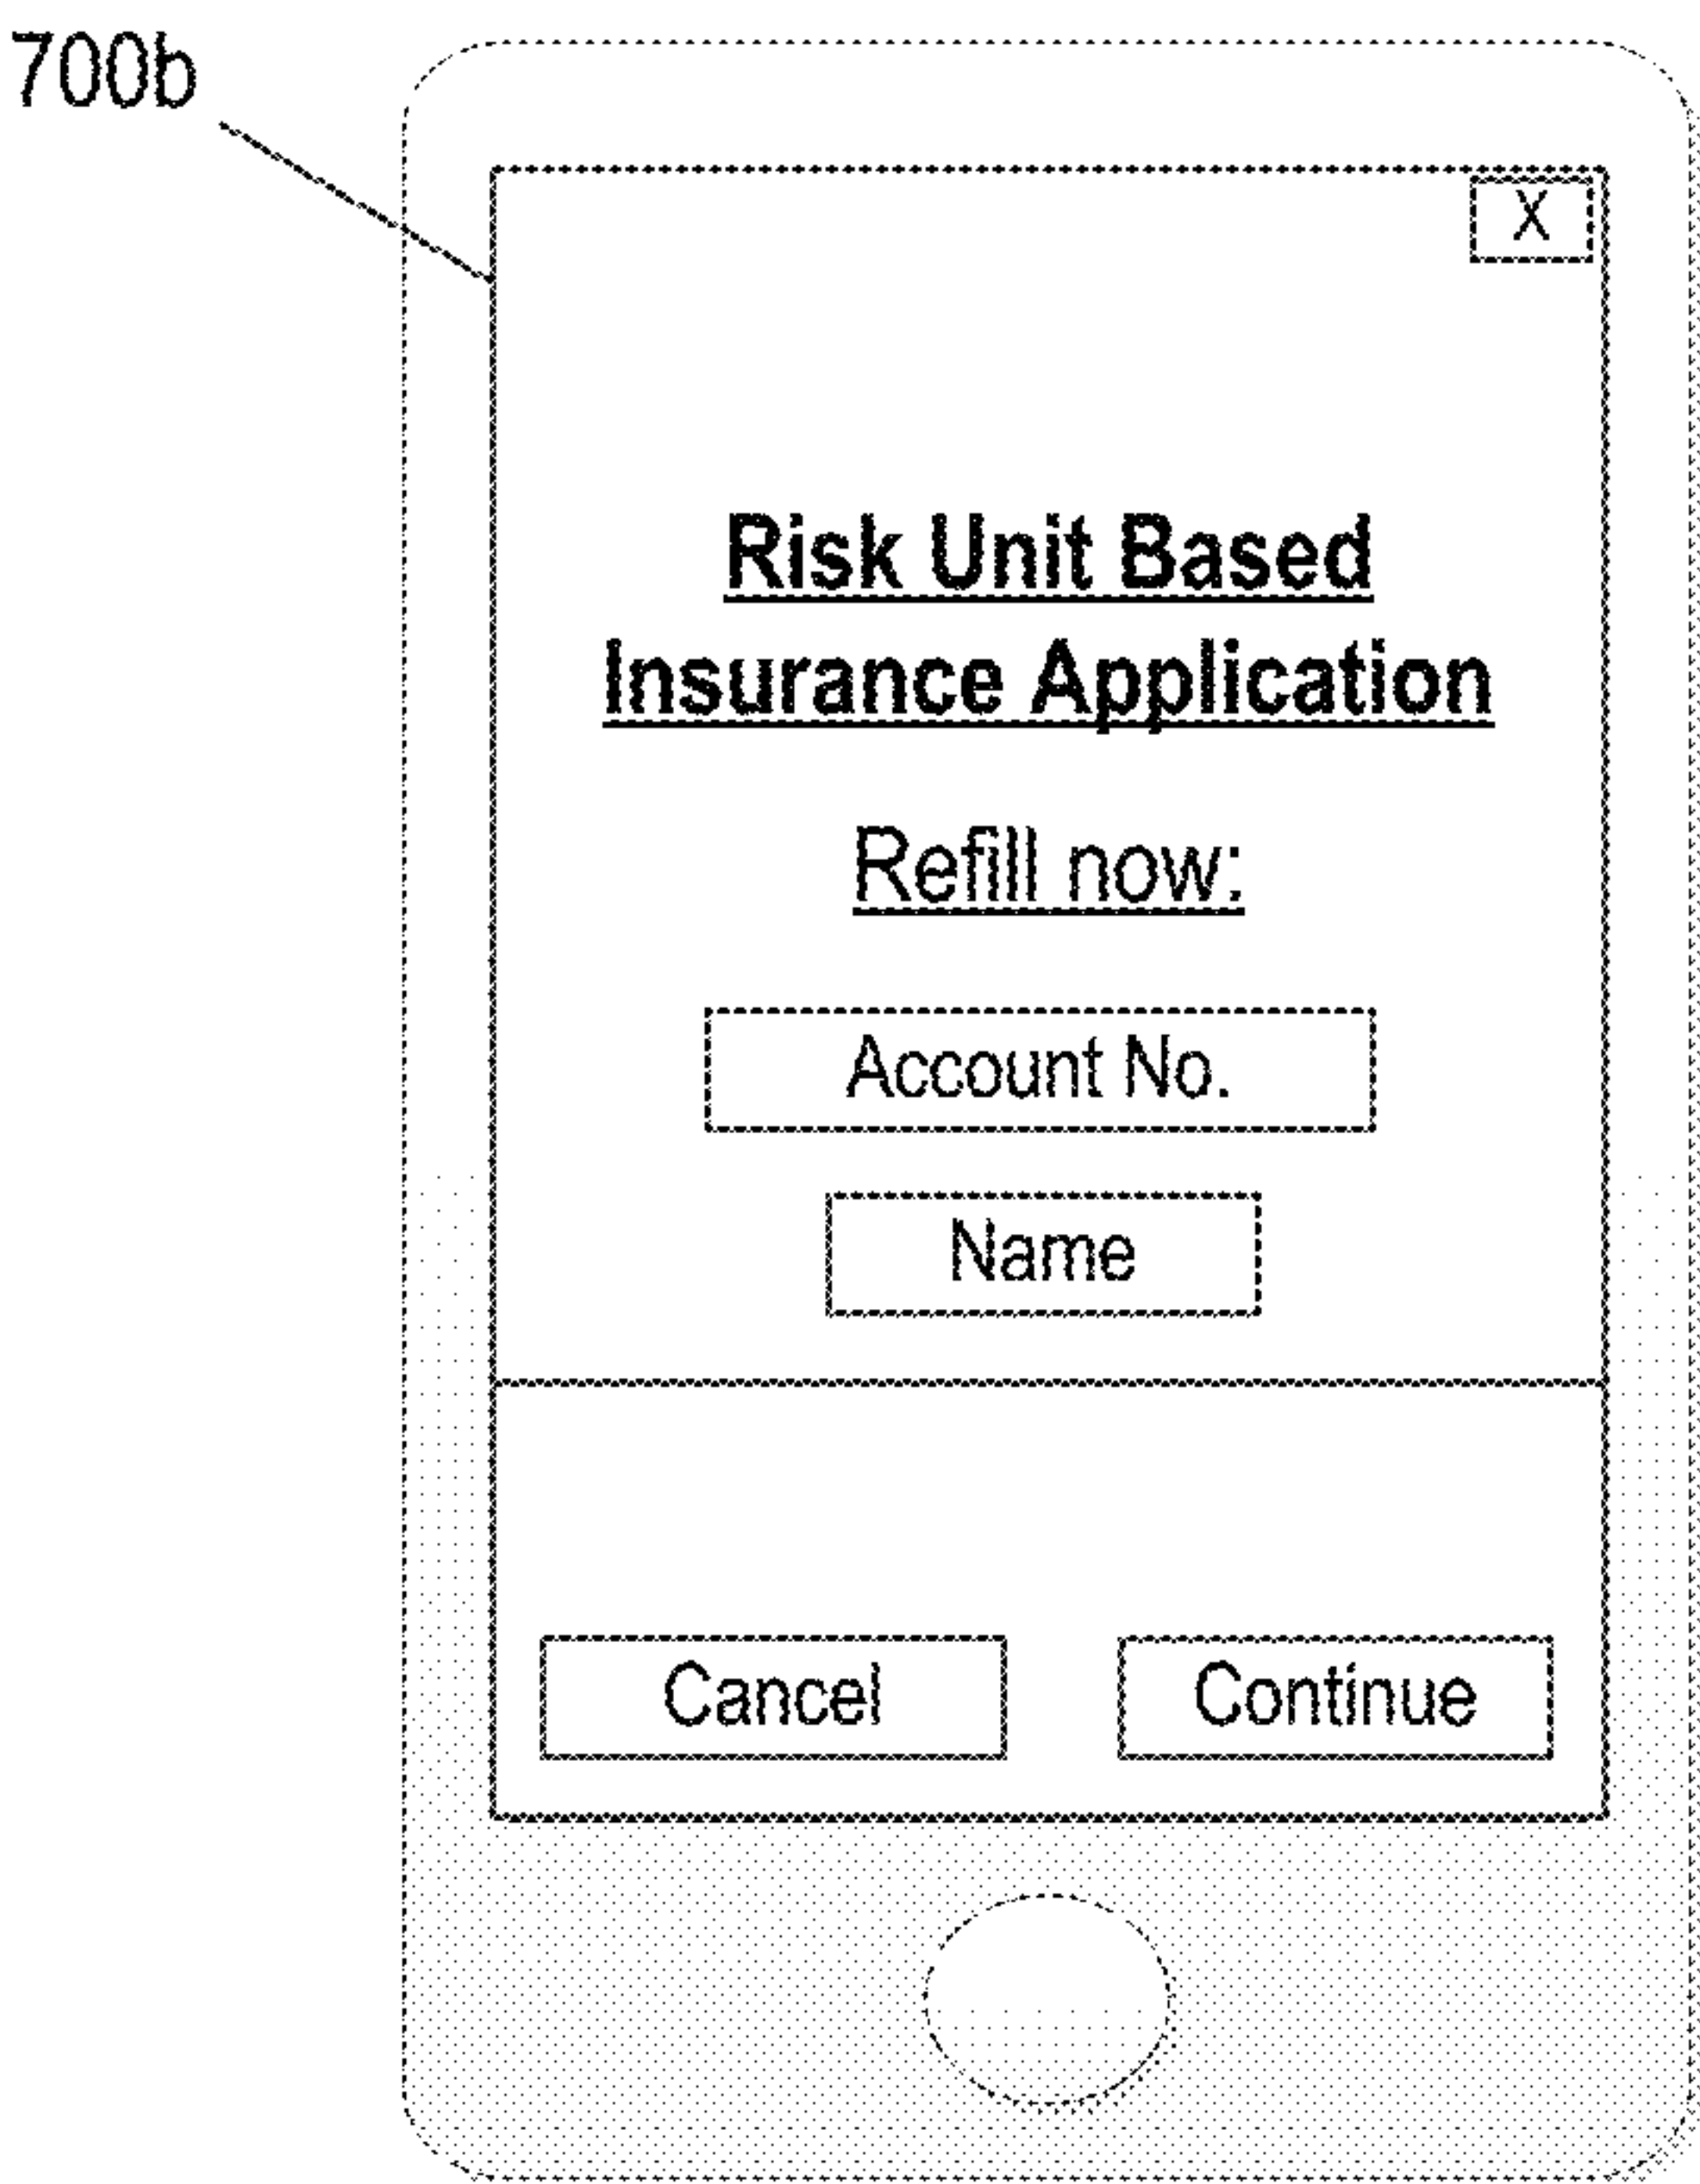 700b
X
Risk Unit Based
Insurance Application
Refill now:
Account No.
Name
Cancel
Continue